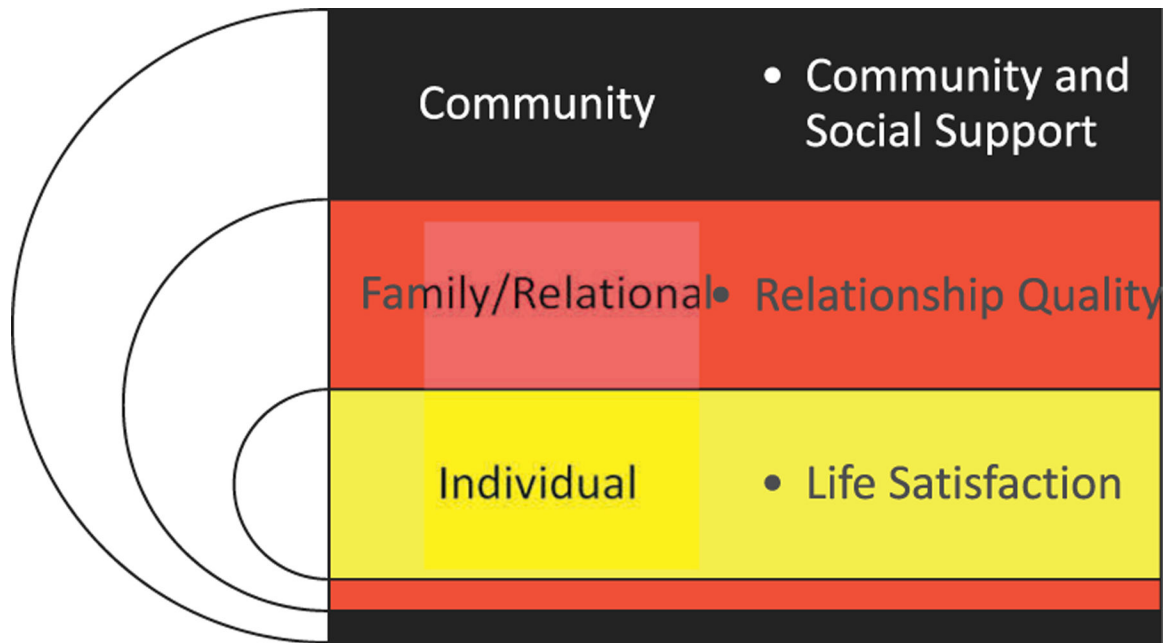 Community
• Community and
Social Support
Family/Relational
• Relationship Quality
Individual
• Life Satisfaction